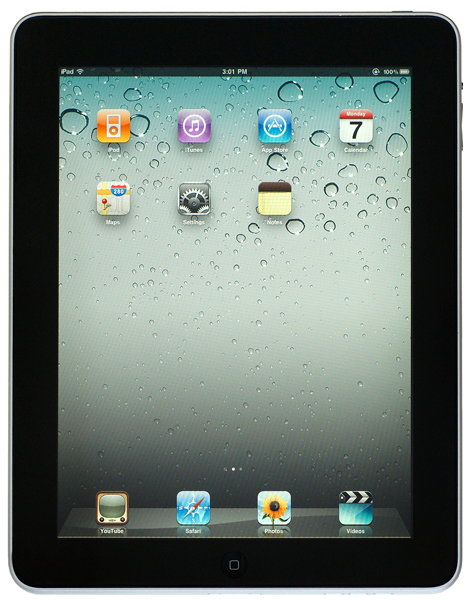 iPad 3:01 PM 100%
iPod iTunes App Store Monday 7 Calendar
280
Maps Settings Notes
YouTube Safari Photos Videos